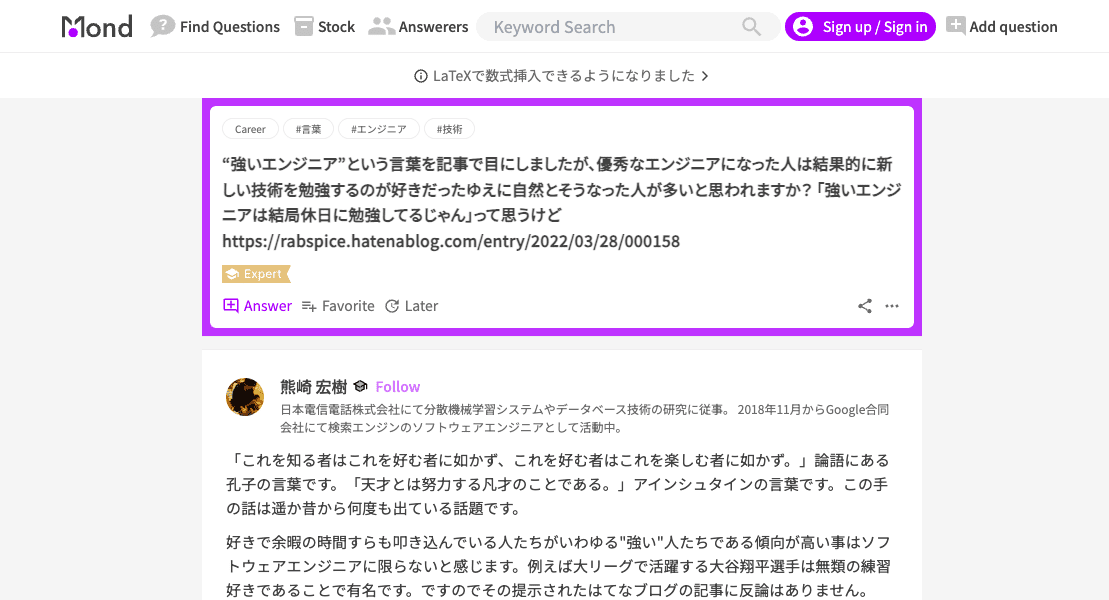 Mond
Find Questions
Stock
Answerers
Keyword Search
Sign up / Sign in
Add question
LaTeXで数式挿入できるようになりました
Career #言葉 #エンジニア #技術
“強いエンジニア”という言葉を記事で目にしましたが、優秀なエンジニアになった人は結果的に新
しい技術を勉強するのが好きだったゆえに自然とそうなった人が多いと思われますか？「強いエンジ
ニアは結局休日に勉強してるじゃん」って思うけど
https://rabspice.hatenablog.com/entry/2022/03/28/000158
Expert
Answer Favorite Later
熊崎 宏樹 Follow
日本電信電話株式会社にて分散機械学習システムやデータベース技術の研究に従事。 2018年11月からGoogle合同
会社にて検索エンジンのソフトウェアエンジニアとして活動中。
「これを知る者はこれを好む者に如かず、これを好む者はこれを楽しむ者に如かず。」論語にある
孔子の言葉です。「天才とは努力する凡才のことである。」アインシュタインの言葉です。この手
の話は遥か昔から何度も出ている話題です。
好きで余暇の時間すらも叩き込んでいる人たちがいわゆる"強い"人たちである傾向が高い事はソフ
トウェアエンジニアに限らないと感じます。例えば大リーグで活躍する大谷翔平選手は無類の練習
好きであることで有名です。ですのでその提示されたはてなブログの記事に反論はありません。